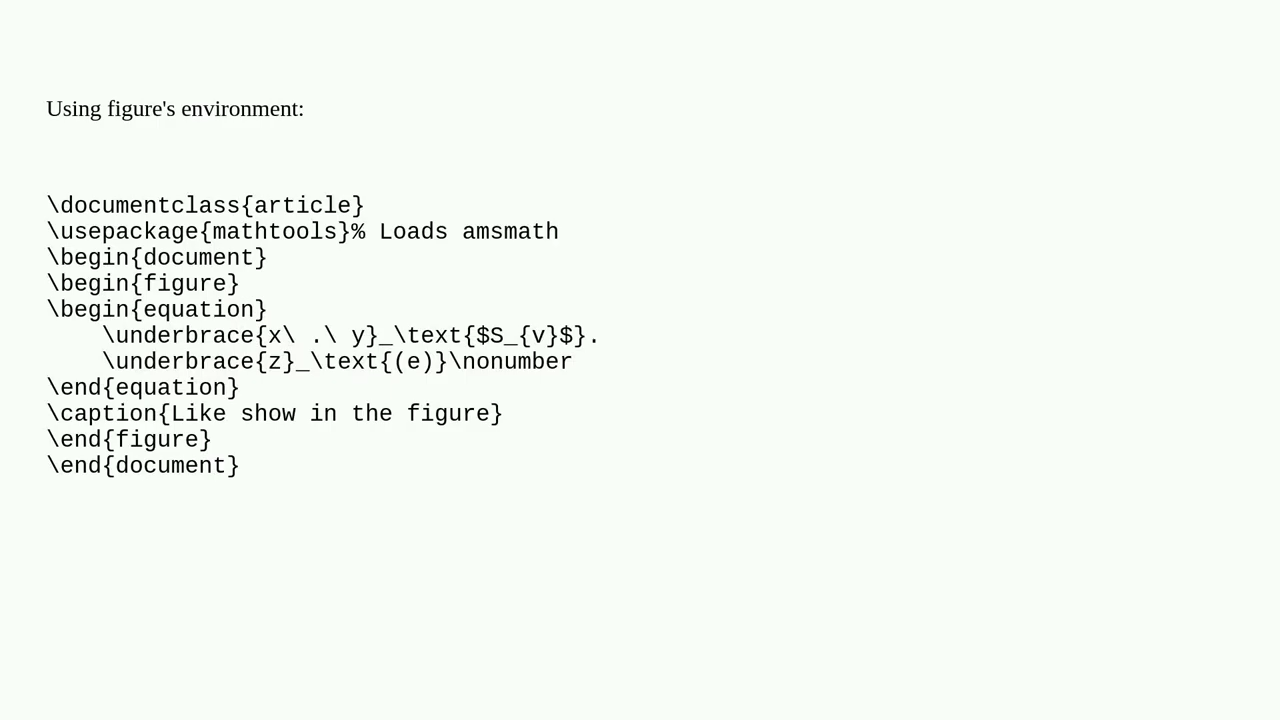 Using figure's environment:
\documentclass{article}
\usepackage{mathtools}% Loads amsmath
\begin{document}
\begin{figure}
\begin{equation}
    \underbrace{x\ .\ y}_\text{$S_{v}$}.
    \underbrace{z}_\text{(e)}\nonumber
\end{equation}
\caption{Like show in the figure}
\end{figure}
\end{document}